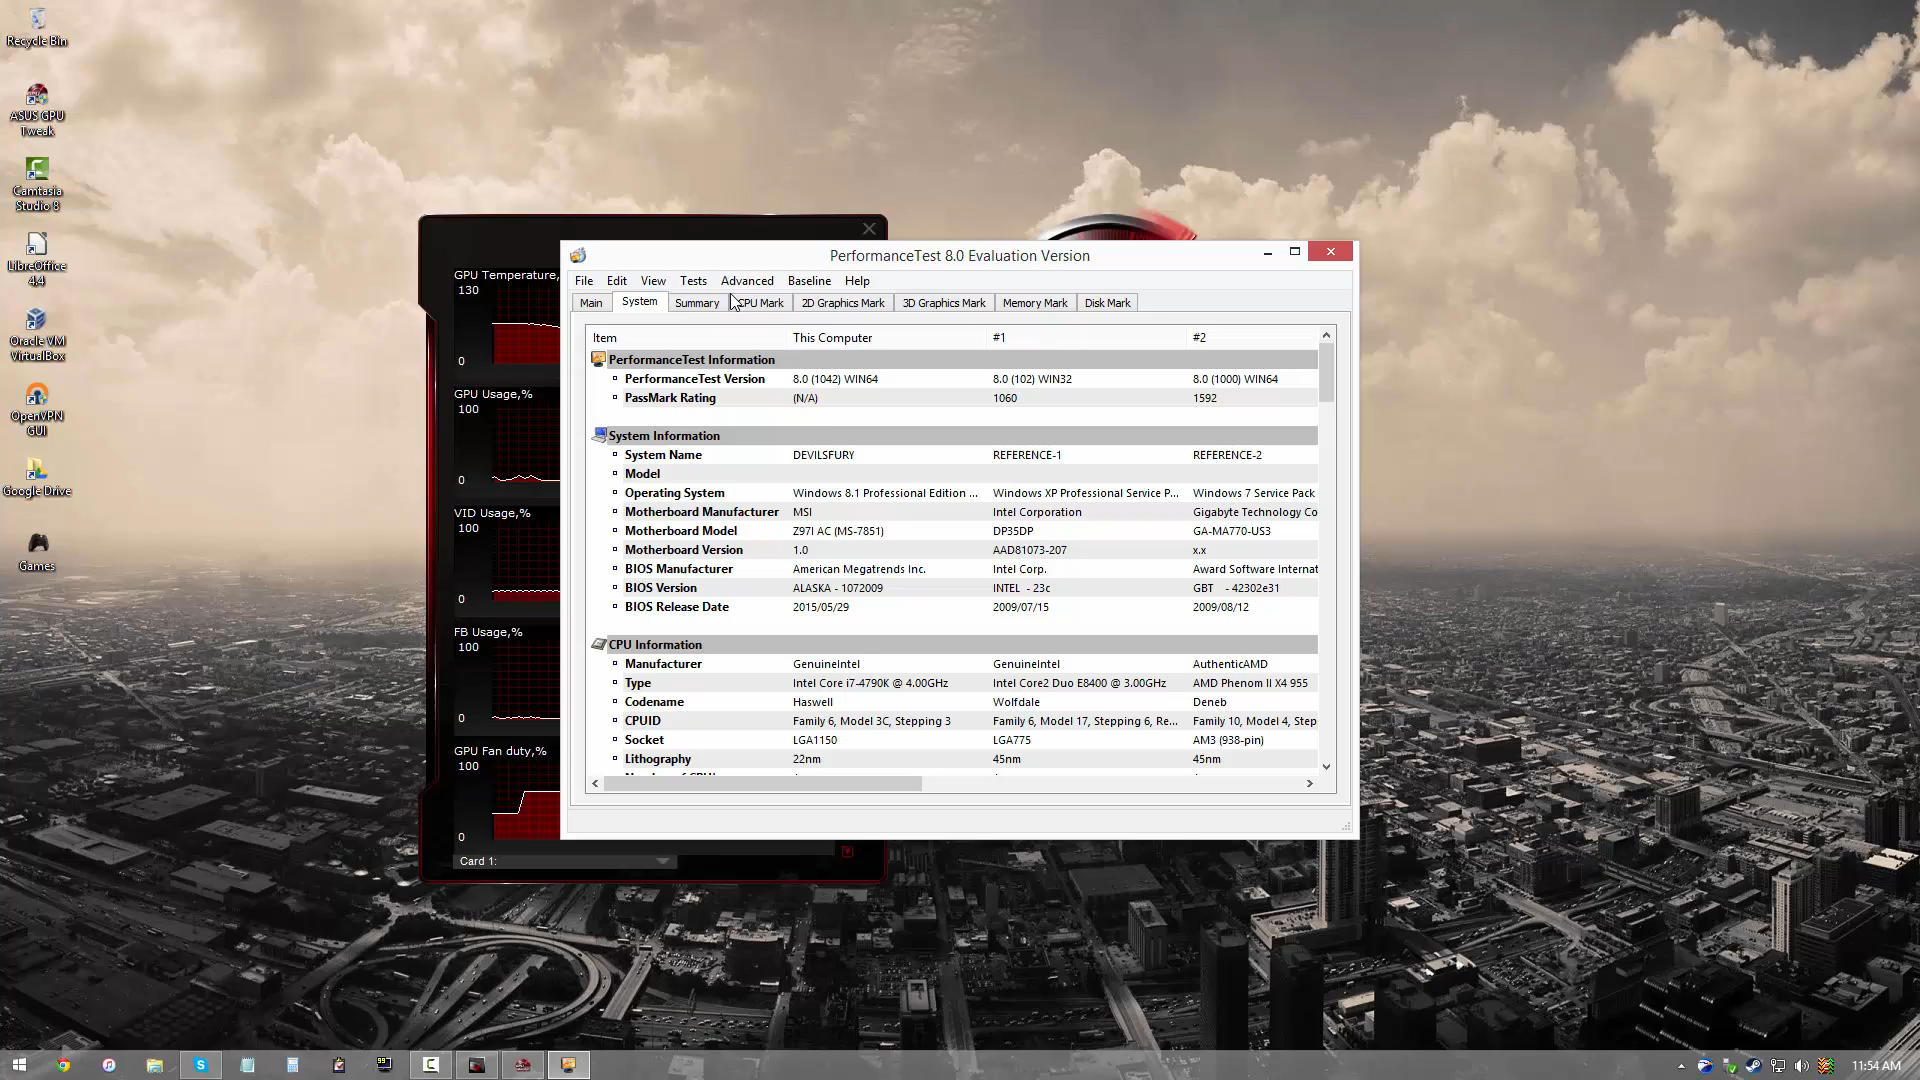 Recycle Bin
ASUS GPU
Tweak
Camtasia
Studio 8
LibreOffice
4.4
Oracle VM
VirtualBox
OpenVPN
GUI
Google Drive
Games
GPU Temperature,
130
0
GPU Usage,%
100
0
VID Usage,%
100
0
FB Usage,%
100
0
GPU Fan duty,%
100
0
Card 1:
PerformanceTest 8.0 Evaluation Version
File Edit View Tests Advanced Baseline Help
Main System Summary CPU Mark 2D Graphics Mark 3D Graphics Mark Memory Mark Disk Mark
Item This Computer #1 #2
PerformanceTest Information
PerformanceTest Version 8.0 (1042) WIN64 8.0 (102) WIN32 8.0 (1000) WIN64
PassMark Rating (N/A) 1060 1592
System Information
System Name DEVILSFURY REFERENCE-1 REFERENCE-2
Model
Operating System Windows 8.1 Professional Edition ... Windows XP Professional Service P... Windows 7 Service Pack
Motherboard Manufacturer MSI Intel Corporation Gigabyte Technology Co
Motherboard Model Z97I AC (MS-7851) DP35DP GA-MA770-US3
Motherboard Version 1.0 AAD81073-207 x.x
BIOS Manufacturer American Megatrends Inc. Intel Corp. Award Software Internat
BIOS Version ALASKA - 1072009 INTEL - 23c GBT - 42302e31
BIOS Release Date 2015/05/29 2009/07/15 2009/08/12
CPU Information
Manufacturer GenuineIntel GenuineIntel AuthenticAMD
Type Intel Core i7-4790K @ 4.00GHz Intel Core2 Duo E8400 @ 3.00GHz AMD Phenom II X4 955
Codename Haswell Wolfdale Deneb
CPUID Family 6, Model 3C, Stepping 3 Family 6, Model 17, Stepping 6, Re... Family 10, Model 4, Step
Socket LGA1150 LGA775 AM3 (938-pin)
Lithography 22nm 45nm 45nm
99
11:54 AM